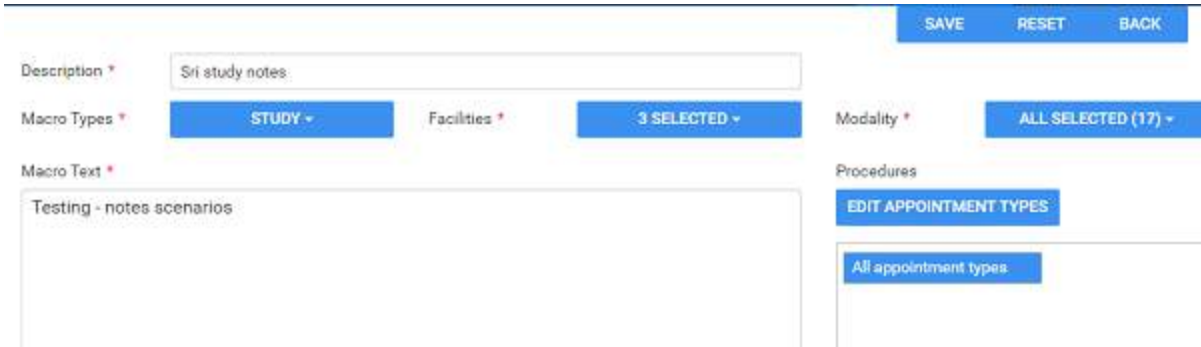 SAVE RESET BACK
Description * Sri study notes
Macro Types * STUDY Facilities * 3 SELECTED Modality * ALL SELECTED (17)
Macro Text * Procedures
Testing - notes scenarios
EDIT APPOINTMENT TYPES
All appointment types